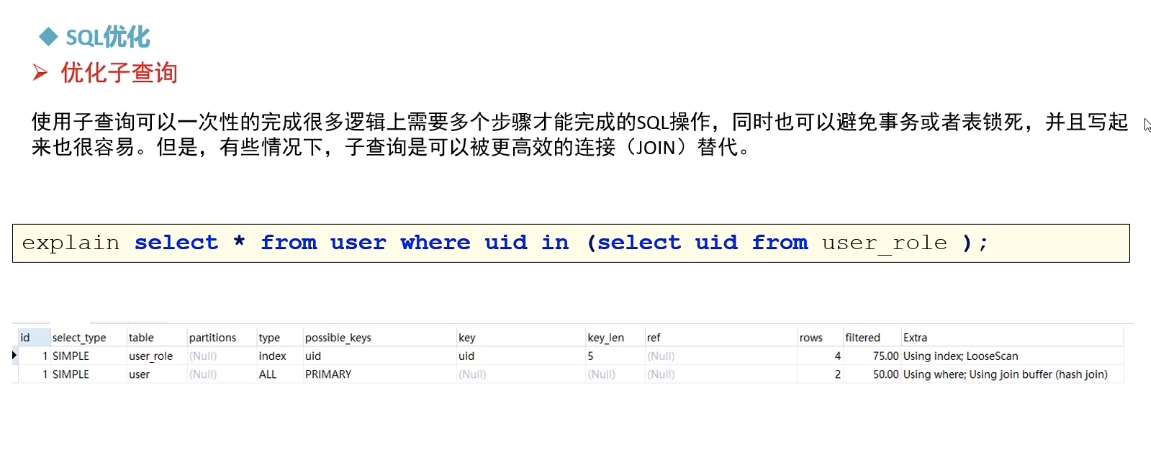 SQL优化
优化子查询
使用子查询可以一次性的完成很多逻辑上需要多个步骤才能完成的SQL操作，同时也可以避免事务或者表锁死，并且写起
来也很容易。但是，有些情况下，子查询是可以被更高效的连接（JOIN）替代。
explain select * from user where uid in (select uid from user_role );
id select_type table partitions type possible_keys key key_len ref rows filtered Extra
1 SIMPLE user_role (Null) index uid uid 5 (Null) 4 75.00 Using index; LooseScan
1 SIMPLE user (Null) ALL PRIMARY (Null) (Null) (Null) 2 50.00 Using where; Using join buffer (hash join)